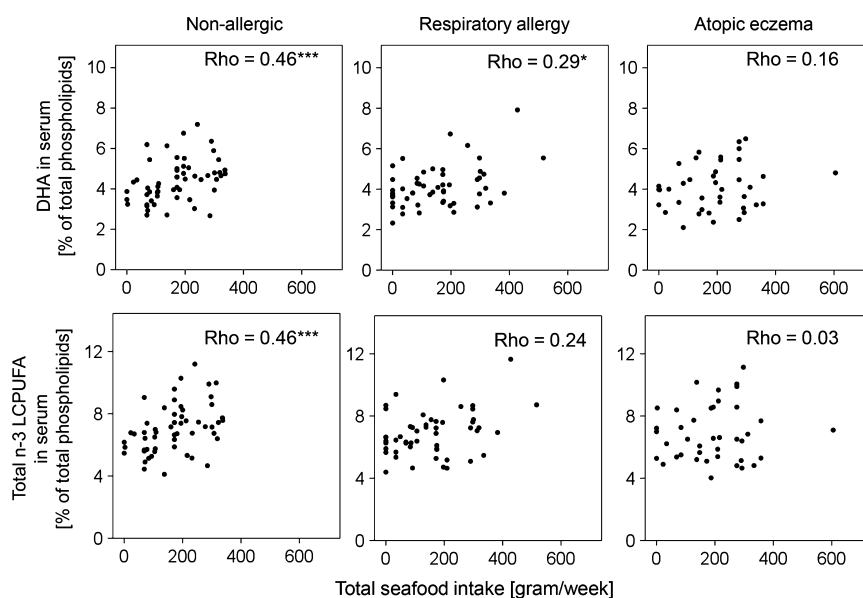 Non-allergic
Respiratory allergy
Atopic eczema
DHA in serum
[% of total phospholipids]
10
8
6
4
2
0
Rho = 0.46***
0 200 400 600
10
8
6
4
2
0
Rho = 0.29*
0 200 400 600
10
8
6
4
2
0
Rho = 0.16
0 200 400 600
Total n-3 LCPUFA
in serum
[% of total phospholipids]
12
8
4
0
Rho = 0.46***
0 200 400 600
12
8
4
0
Rho = 0.24
0 200 400 600
12
8
4
0
Rho = 0.03
0 200 400 600
Total seafood intake [gram/week]